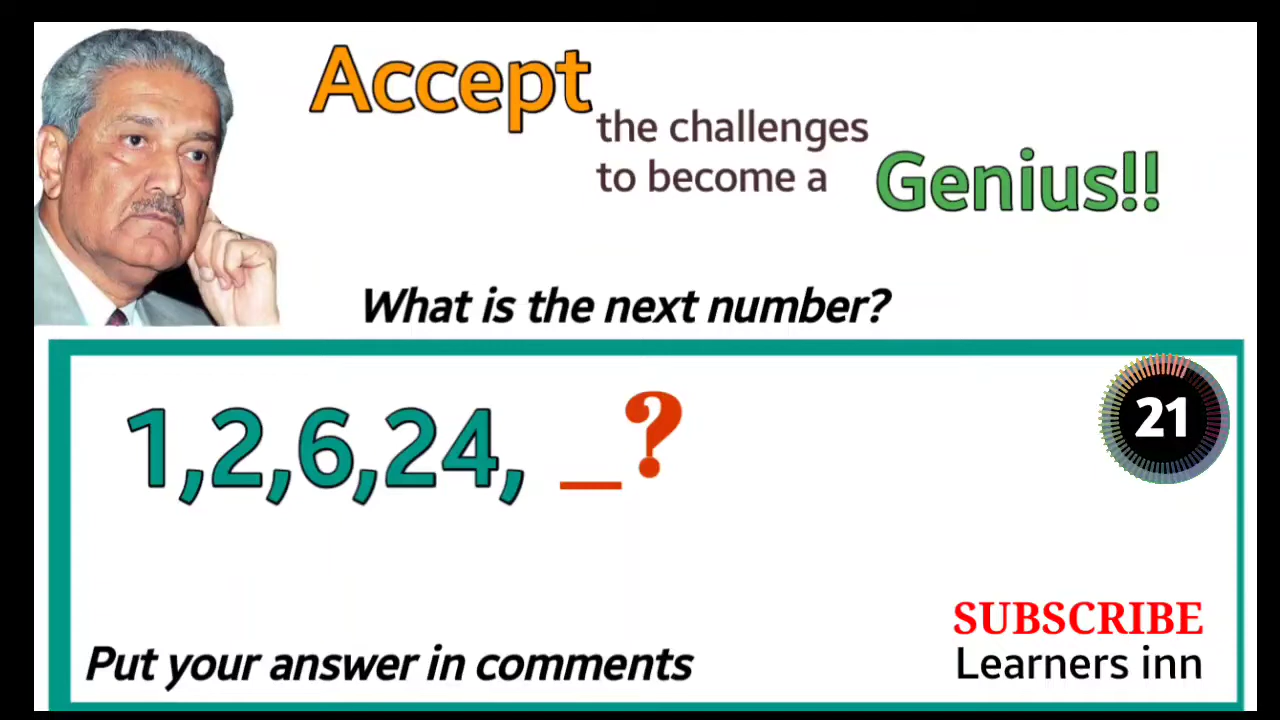 Accept
the challenges
to become a Genius!!
What is the next number?
1,2,6,24, _?
21
SUBSCRIBE
Put your answer in comments
Learners inn